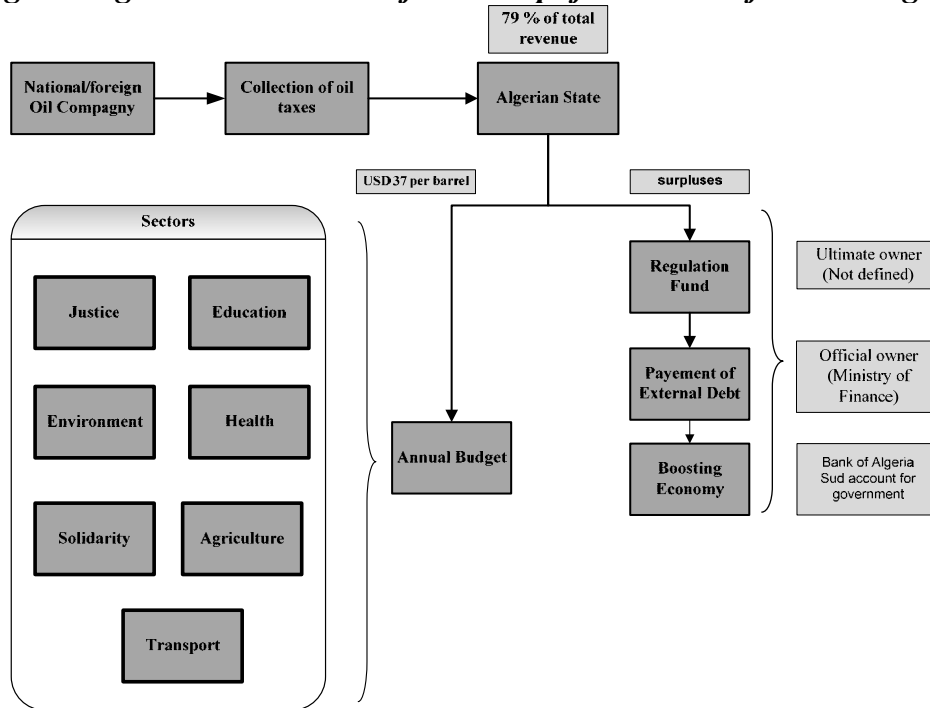 79 % of total
revenue
National/foreign
Oil Compagny
Collection of oil
taxes
Algerian State
USD 37 per barrel
surpluses
Sectors
Justice
Education
Environment
Health
Solidarity
Agriculture
Transport
Annual Budget
Regulation
Fund
Payement of
External Debt
Boosting
Economy
Ultimate owner
(Not defined)
Official owner
(Ministry of
Finance)
Bank of Algeria
Sud account for
government